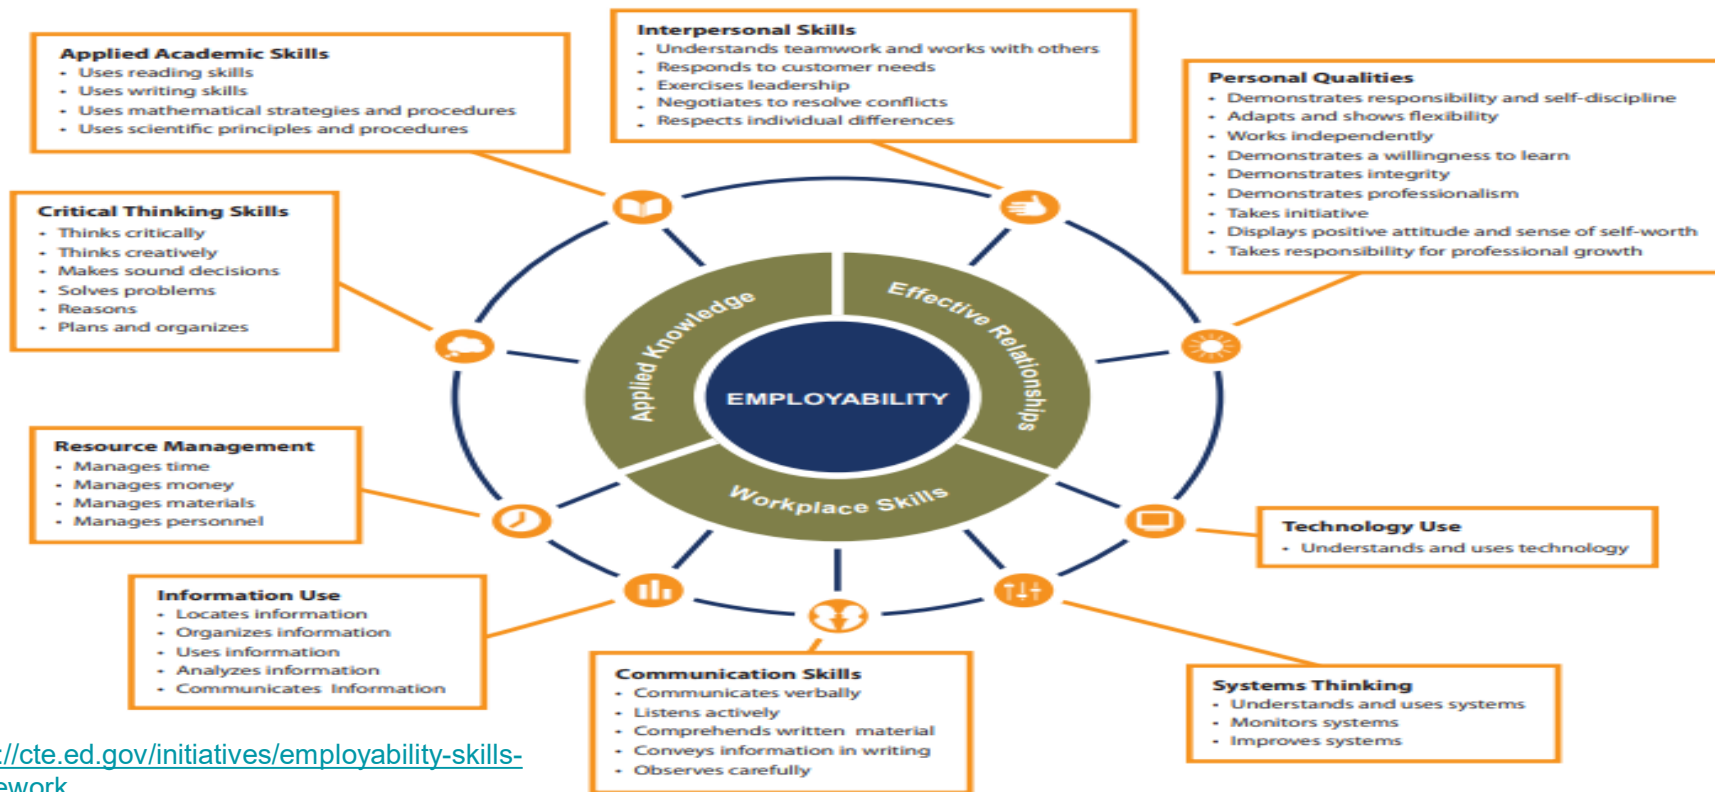 Applied Academic Skills
• Uses reading skills
• Uses writing skills
• Uses mathematical strategies and procedures
• Uses scientific principles and procedures
Interpersonal Skills
• Understands teamwork and works with others
• Responds to customer needs
• Exercises leadership
• Negotiates to resolve conflicts
• Respects individual differences
Personal Qualities
• Demonstrates responsibility and self-discipline
• Adapts and shows flexibility
• Works independently
• Demonstrates a willingness to learn
• Demonstrates integrity
• Demonstrates professionalism
• Takes initiative
• Displays positive attitude and sense of self-worth
• Takes responsibility for professional growth
Critical Thinking Skills
• Thinks critically
• Thinks creatively
• Makes sound decisions
• Solves problems
• Reasons
• Plans and organizes
Applied Knowledge
Effective Relationships
EMPLOYABILITY
Workplace Skills
Resource Management
• Manages time
• Manages money
• Manages materials
• Manages personnel
Technology Use
• Understands and uses technology
Information Use
• Locates information
• Organizes information
• Uses information
• Analyzes information
• Communicates Information
Communication Skills
• Communicates verbally
• Listens actively
• Comprehends written material
• Conveys information in writing
• Observes carefully
Systems Thinking
• Understands and uses systems
• Monitors systems
• Improves systems
://cte.ed.gov/initiatives/employability-skills-
ework